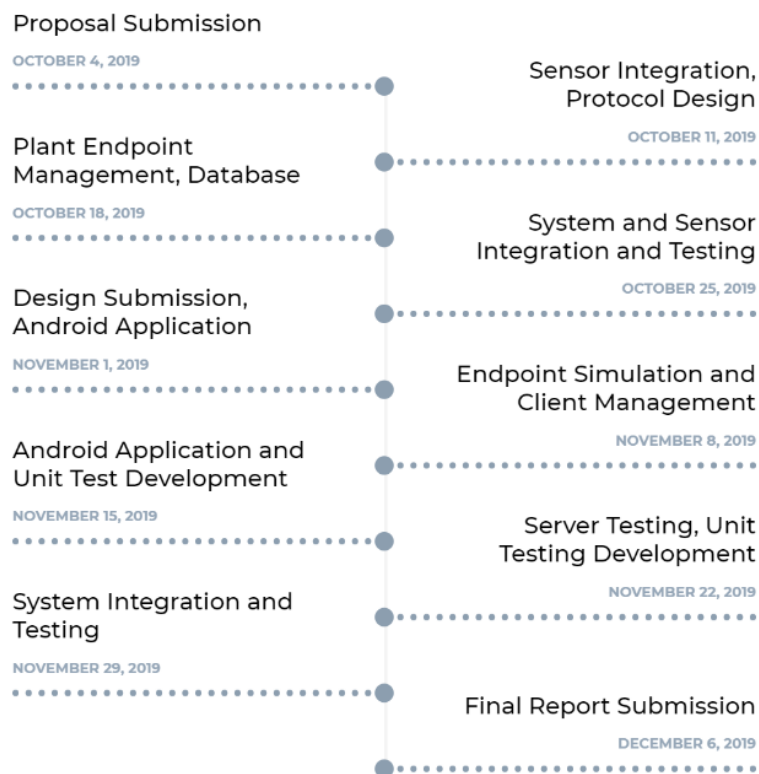 Proposal Submission
OCTOBER 4, 2019
Sensor Integration,
Protocol Design
OCTOBER 11, 2019
Plant Endpoint
Management, Database
OCTOBER 18, 2019
System and Sensor
Integration and Testing
OCTOBER 25, 2019
Design Submission,
Android Application
NOVEMBER 1, 2019
Endpoint Simulation and
Client Management
NOVEMBER 8, 2019
Android Application and
Unit Test Development
NOVEMBER 15, 2019
Server Testing, Unit
Testing Development
NOVEMBER 22, 2019
System Integration and
Testing
NOVEMBER 29, 2019
Final Report Submission
DECEMBER 6, 2019